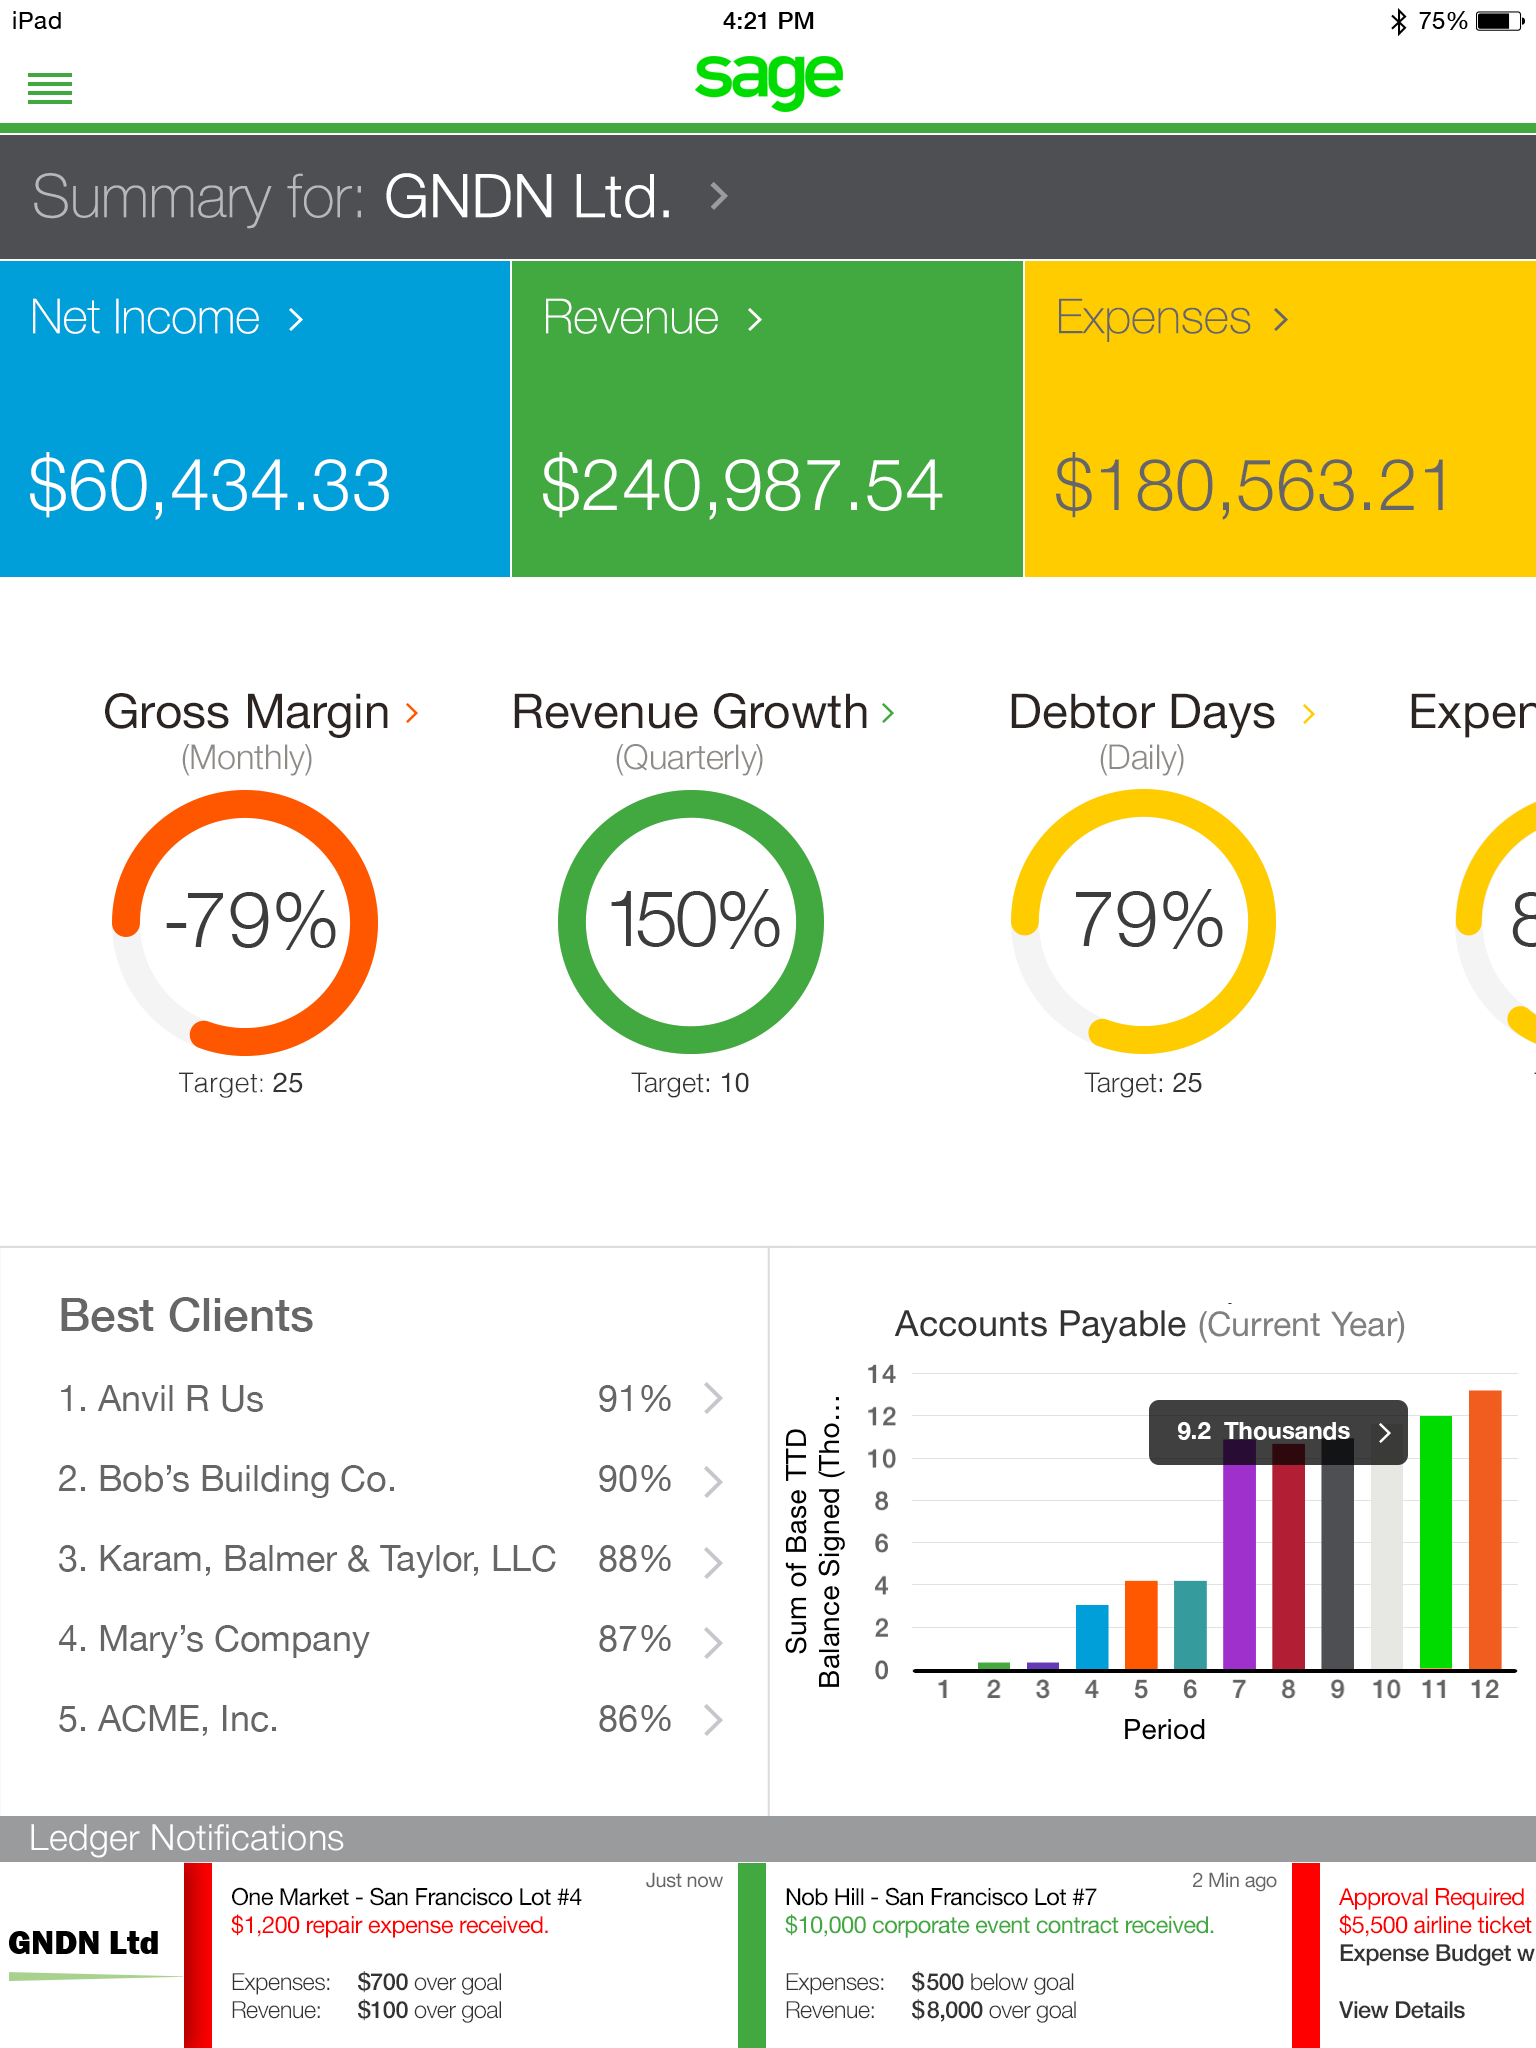 iPad
4:21 PM
75%
sage
Summary for: GNDN Ltd.
Net Income
Revenue
Expenses
$60,434.33
$240,987.54
$180,563.21
Gross Margin
(Monthly)
-79%
Target: 25
Revenue Growth
(Quarterly)
150%
Target: 10
Debtor Days
(Daily)
79%
Target: 25
Expen
8
Best Clients
1. Anvil R Us 91%
2. Bob's Building Co. 90%
3. Karam, Balmer & Taylor, LLC 88%
4. Mary's Company 87%
5. ACME, Inc. 86%
Accounts Payable (Current Year)
Sum of Base TTD
Balance Signed (Tho...
14
12
10
8
6
4
2
0
9.2 Thousands
1 2 3 4 5 6 7 8 9 10 11 12
Period
Ledger Notifications
GNDN Ltd
Just now
One Market - San Francisco Lot #4
$1,200 repair expense received.
Expenses: $700 over goal
Revenue: $100 over goal
2 Min ago
Nob Hill - San Francisco Lot #7
$10,000 corporate event contract received.
Expenses: $500 below goal
Revenue: $8,000 over goal
Approval Required
$5,500 airline ticket
Expense Budget w
View Details